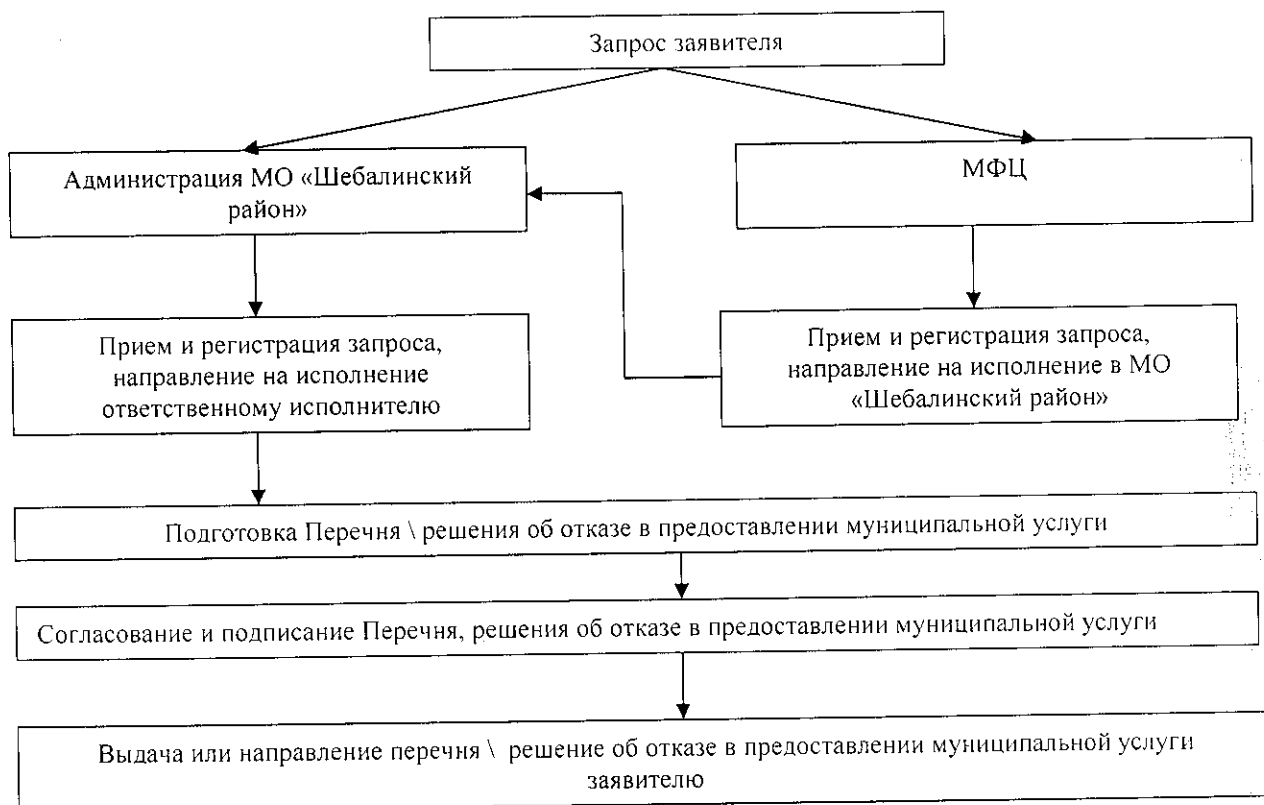 Запрос заявителя
Администрация МО «Шебалинский
район»
МФЦ
Прием и регистрация запроса,
направление на исполнение
ответственному исполнителю
Прием и регистрация запроса,
направление на исполнение в МО
«Шебалинский район»
Подготовка Перечня \ решения об отказе в предоставлении муниципальной услуги
Согласование и подписание Перечня, решения об отказе в предоставлении муниципальной услуги
Выдача или направление перечня \ решение об отказе в предоставлении муниципальной услуги
заявителю